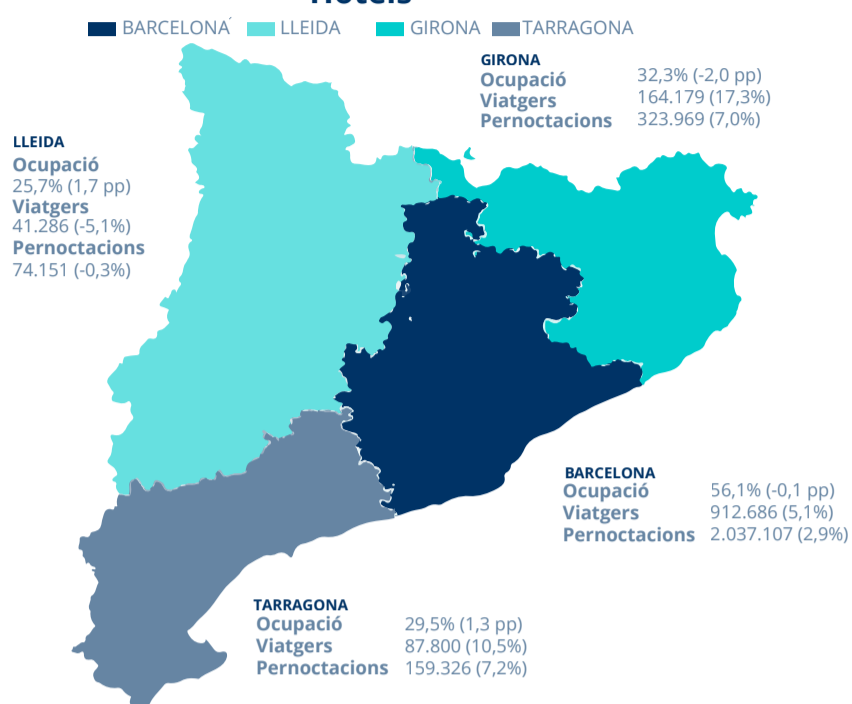 Hotels
BARCELONA LLEIDA GIRONA TARRAGONA
GIRONA
Ocupació 32,3% (-2,0 pp)
Viatgers 164.179 (17,3%)
Pernoctacions 323.969 (7,0%)
LLEIDA
Ocupació
25,7% (1,7 pp)
Viatgers
41.286 (-5,1%)
Pernoctacions
74.151 (-0,3%)
BARCELONA
Ocupació 56,1% (-0,1 pp)
Viatgers 912.686 (5,1%)
Pernoctacions 2.037.107 (2,9%)
TARRAGONA
Ocupació 29,5% (1,3 pp)
Viatgers 87.800 (10,5%)
Pernoctacions 159.326 (7,2%)